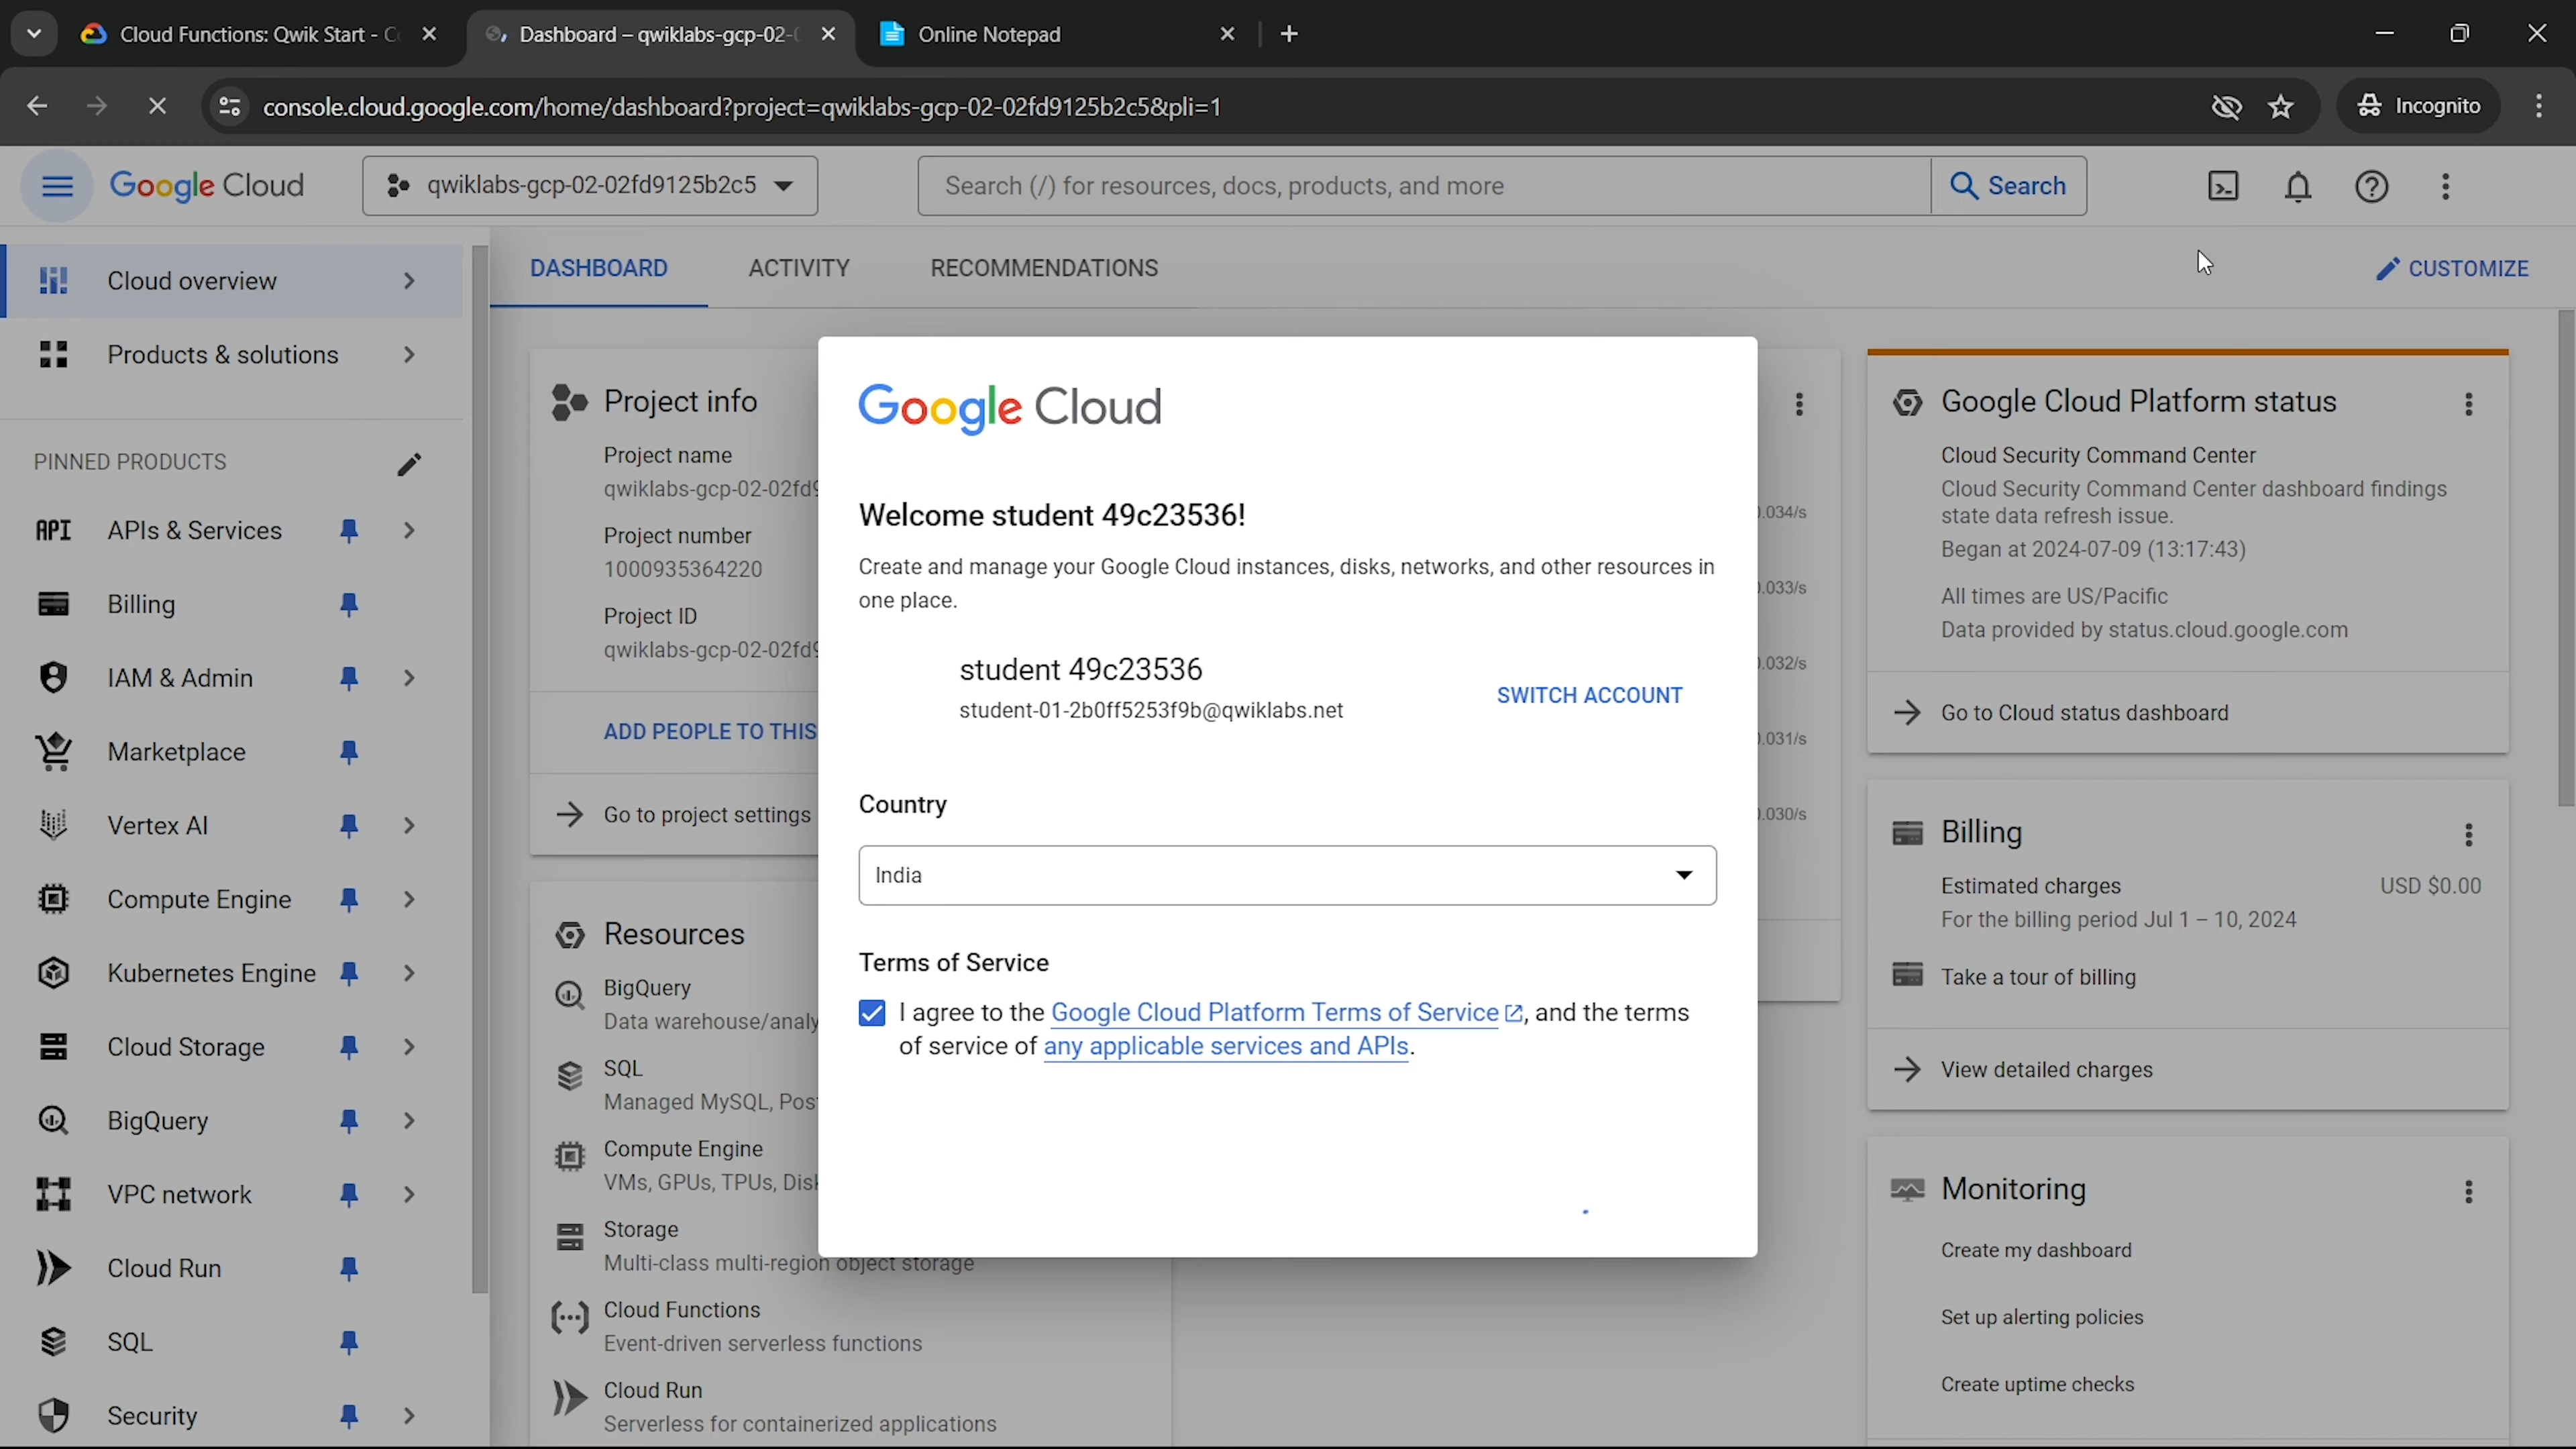 Cloud Functions: Qwik Start - C
Dashboard – qwiklabs-gcp-02-
Online Notepad
console.cloud.google.com/home/dashboard?project=qwiklabs-gcp-02-02fd9125b2c5&pli=1
Incognito
Google Cloud
qwiklabs-gcp-02-02fd9125b2c5
Search (/) for resources, docs, products, and more
Search
Cloud overview
Products & solutions
PINNED PRODUCTS
API APIs & Services
Billing
IAM & Admin
Marketplace
Vertex AI
Compute Engine
Kubernetes Engine
Cloud Storage
BigQuery
VPC network
Cloud Run
SQL
Security
DASHBOARD
ACTIVITY
RECOMMENDATIONS
CUSTOMIZE
Project info
Project name
qwiklabs-gcp-02-02fd9
Project number
1000935364220
Project ID
qwiklabs-gcp-02-02fd9
ADD PEOPLE TO THIS
Go to project settings
Resources
BigQuery
Data warehouse/analy
SQL
Managed MySQL, Pos
Compute Engine
VMs, GPUs, TPUs, Disk
Storage
Multi-class multi-region object storage
Cloud Functions
Event-driven serverless functions
Cloud Run
Serverless for containerized applications
Google Cloud
Welcome student 49c23536!
Create and manage your Google Cloud instances, disks, networks, and other resources in
one place.
student 49c23536
student-01-2b0ff5253f9b@qwiklabs.net
SWITCH ACCOUNT
Country
India
Terms of Service
I agree to the Google Cloud Platform Terms of Service, and the terms
of service of any applicable services and APIs.
.034/s
.033/s
.032/s
.031/s
.030/s
Google Cloud Platform status
Cloud Security Command Center
Cloud Security Command Center dashboard findings
state data refresh issue.
Began at 2024-07-09 (13:17:43)
All times are US/Pacific
Data provided by status.cloud.google.com
Go to Cloud status dashboard
Billing
Estimated charges
USD $0.00
For the billing period Jul 1 – 10, 2024
Take a tour of billing
View detailed charges
Monitoring
Create my dashboard
Set up alerting policies
Create uptime checks